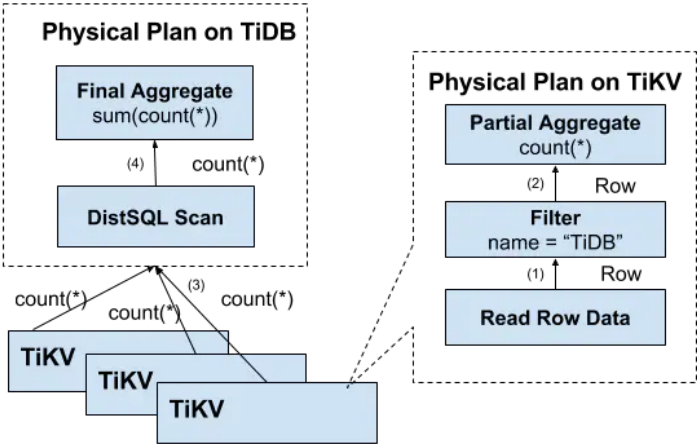 Physical Plan on TiDB
Final Aggregate
sum(count(*))
(4) count(*)
DistSQL Scan
(3)
count(*)
count(*)
count(*)
TiKV
TiKV
TiKV
Physical Plan on TiKV
Partial Aggregate
count(*)
(2) Row
Filter
name = “TiDB”
(1) Row
Read Row Data